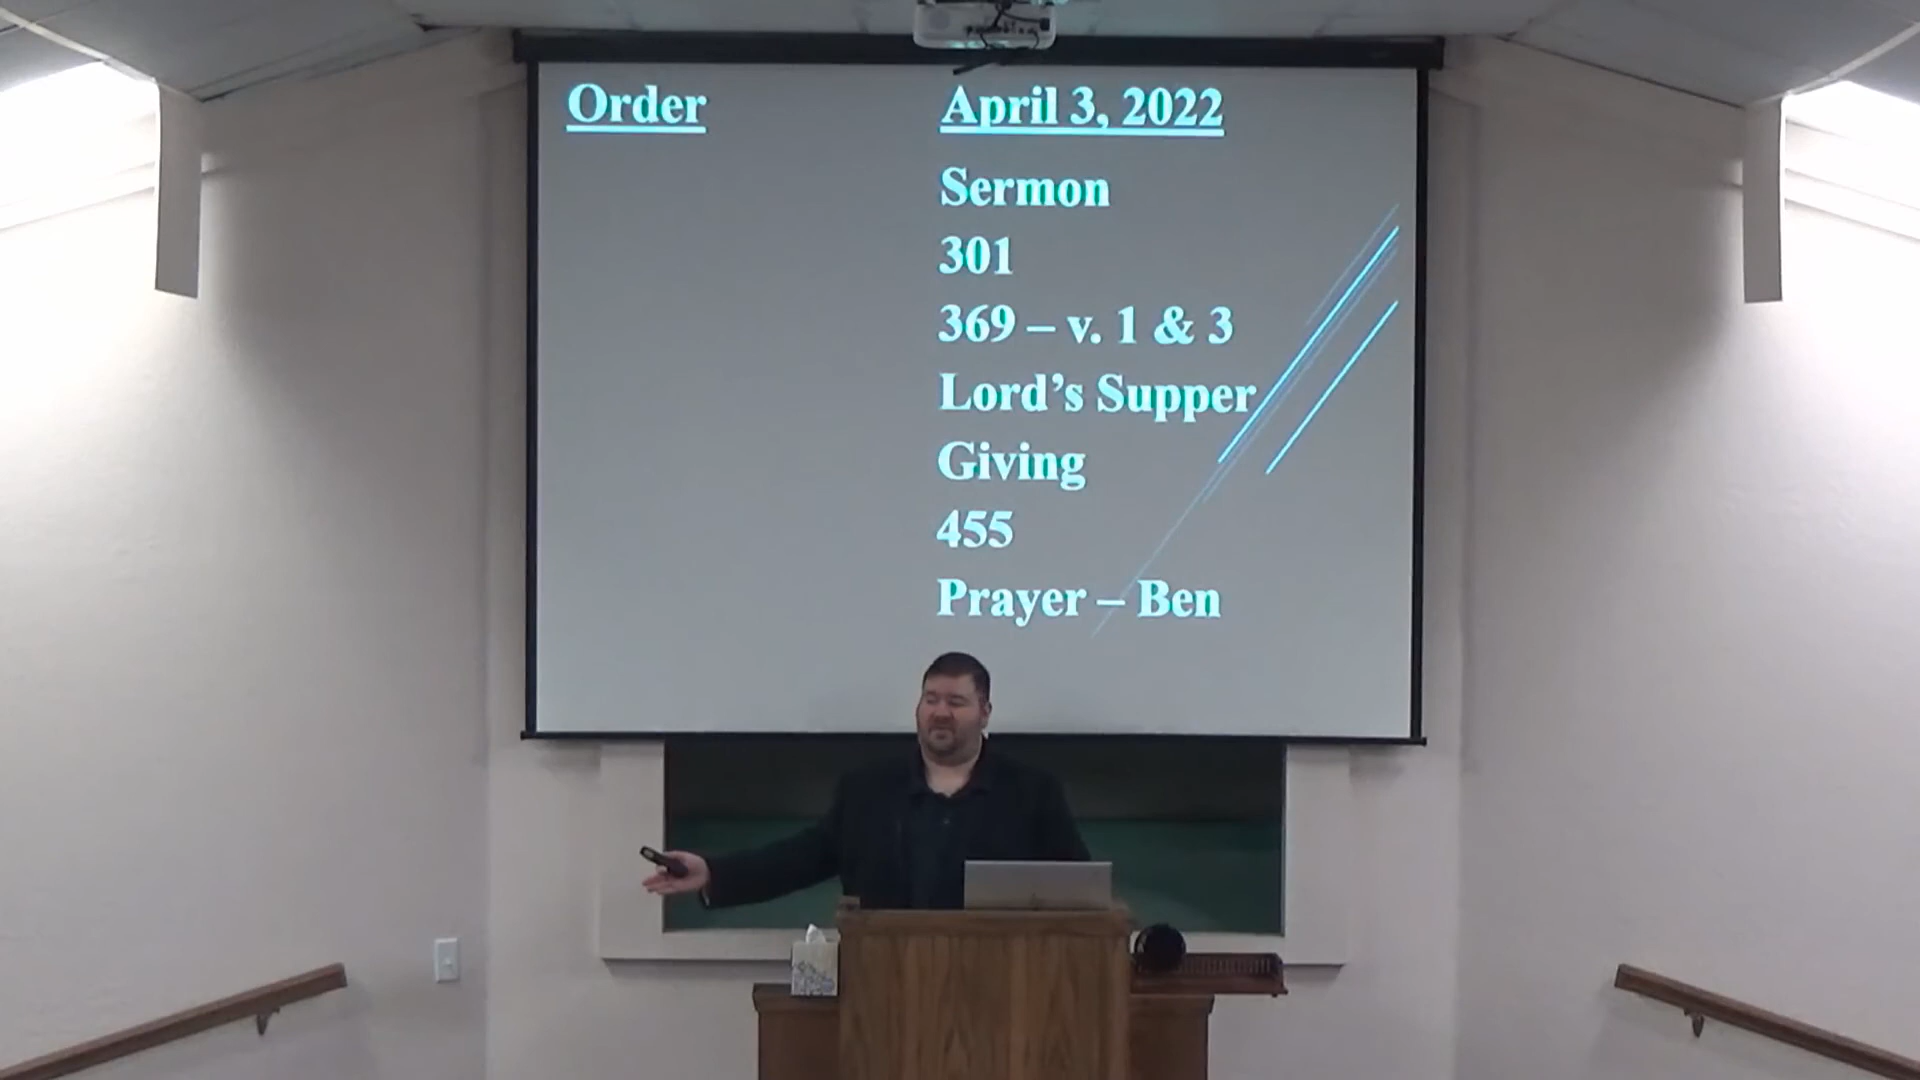 Order
April 3, 2022
Sermon
301
369 – v. 1 & 3
Lord’s Supper
Giving
455
Prayer – Ben